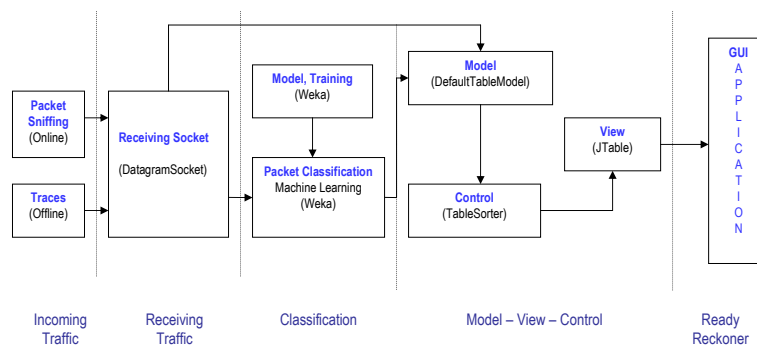 Packet
Sniffing
(Online)
Traces
(Offline)
Receiving Socket
(DatagramSocket)
Model, Training
(Weka)
Packet Classification
Machine Learning
(Weka)
Model
(DefaultTableModel)
Control
(TableSorter)
View
(JTable)
GUI
A
P
P
L
I
C
A
T
I
O
N
Incoming
Traffic
Receiving
Traffic
Classification
Model – View – Control
Ready
Reckoner